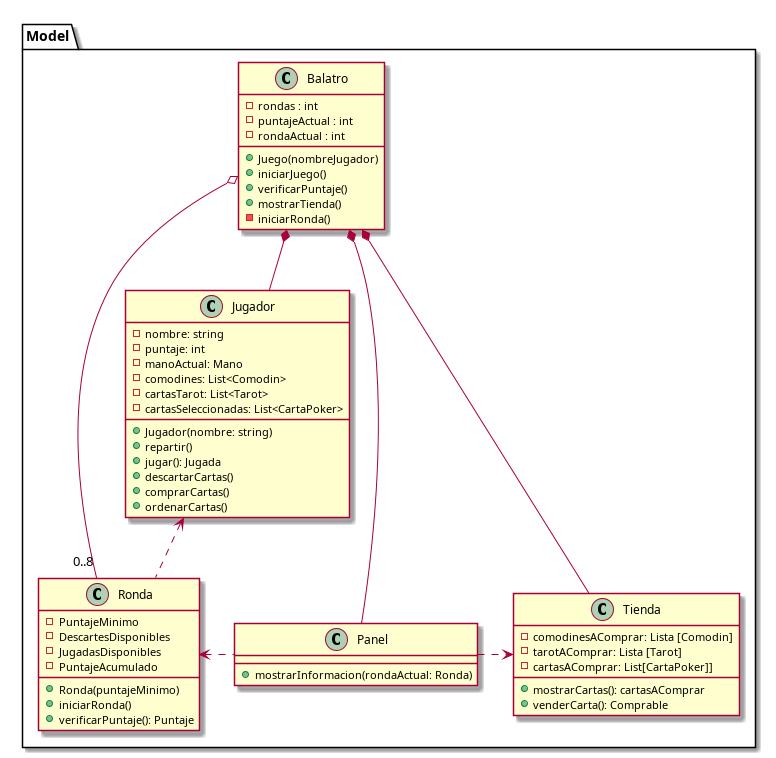 Model
C Balatro
rondas : int
puntajeActual : int
rondaActual : int
Juego(nombreJugador)
iniciarJuego()
verificarPuntaje()
mostrarTienda()
iniciarRonda()
C Jugador
nombre: string
puntaje: int
manoActual: Mano
comodines: List<Comodin>
cartasTarot: List<Tarot>
cartasSeleccionadas: List<CartaPoker>
Jugador(nombre: string)
repartir()
jugar(): Jugada
descartarCartas()
comprarCartas()
ordenarCartas()
0..8
C Ronda
PuntajeMinimo
DescartesDisponibles
JugadasDisponibles
PuntajeAcumulado
Ronda(puntajeMinimo)
iniciarRonda()
verificarPuntaje(): Puntaje
C Panel
mostrarInformacion(rondaActual: Ronda)
C Tienda
comodinesAComprar: Lista [Comodin]
tarotAComprar: Lista [Tarot]
cartasAComprar: List[CartaPoker]]
mostrarCartas(): cartasAComprar
venderCarta(): Comprable